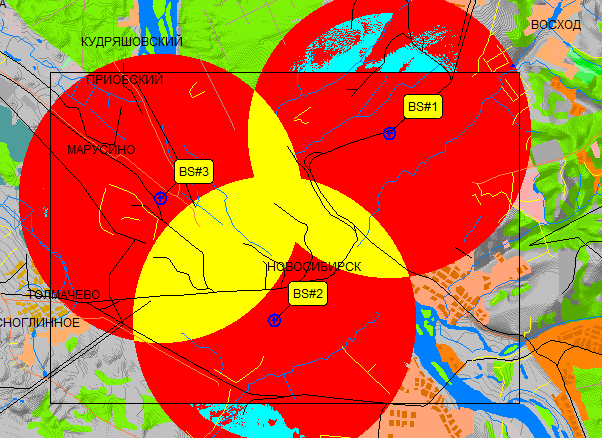 ВОСХОД
КУДРЯШОВСКИЙ
ПРИОБСКИЙ
BS#1
МАРУСИНО
BS#3
НОВОСИБИРСК
BS#2
ТОЛМАЧЕВО
СНОГЛИННОЕ